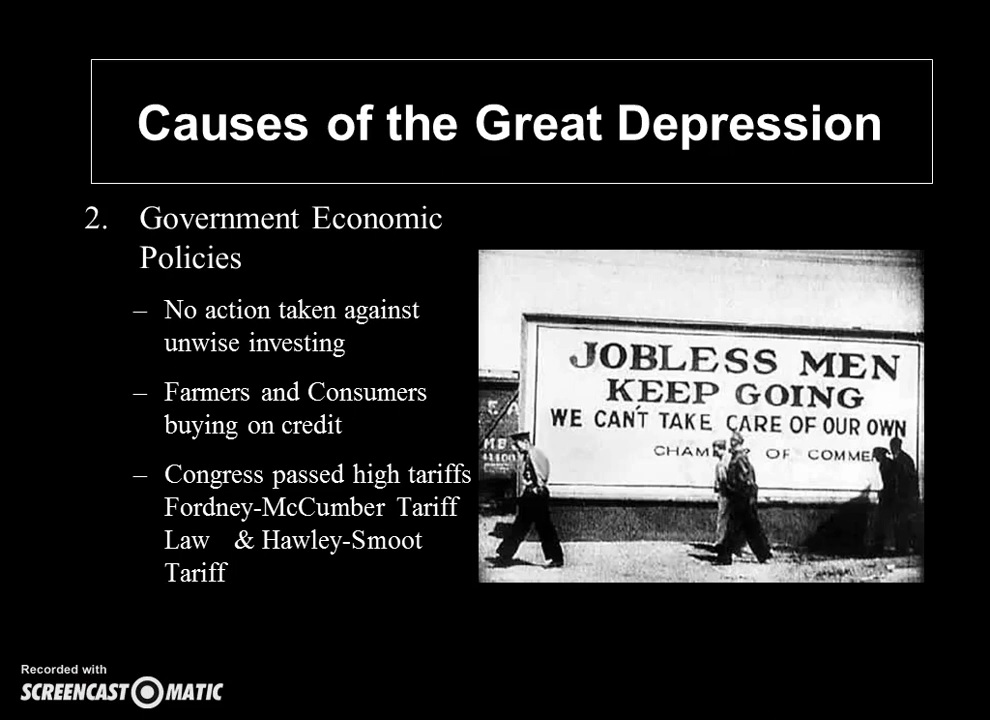 Causes of the Great Depression
2. Government Economic
Policies
– No action taken against
unwise investing
– Farmers and Consumers
buying on credit
– Congress passed high tariffs
Fordney-McCumber Tariff
Law & Hawley-Smoot
Tariff
JOBLESS MEN
KEEP GOING
WE CAN'T TAKE CARE OF OUR OWN
OF
Recorded with
SCREENCAST-O-MATIC